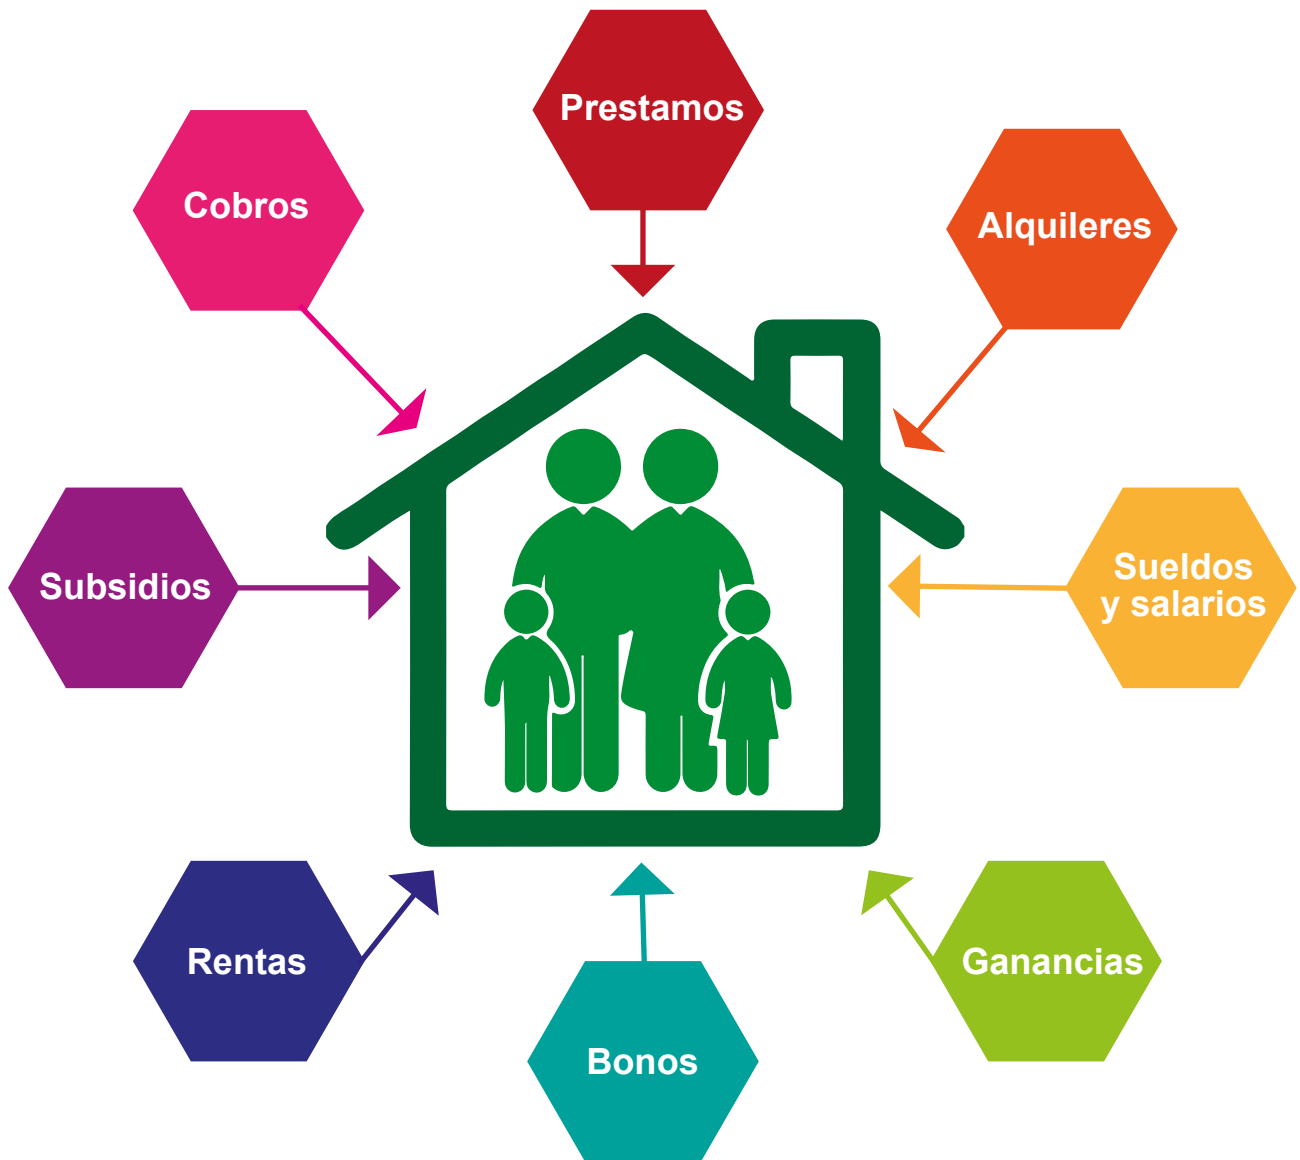 Prestamos
Cobros
Alquileres
Subsidios
Sueldos
y salarios
Rentas
Ganancias
Bonos